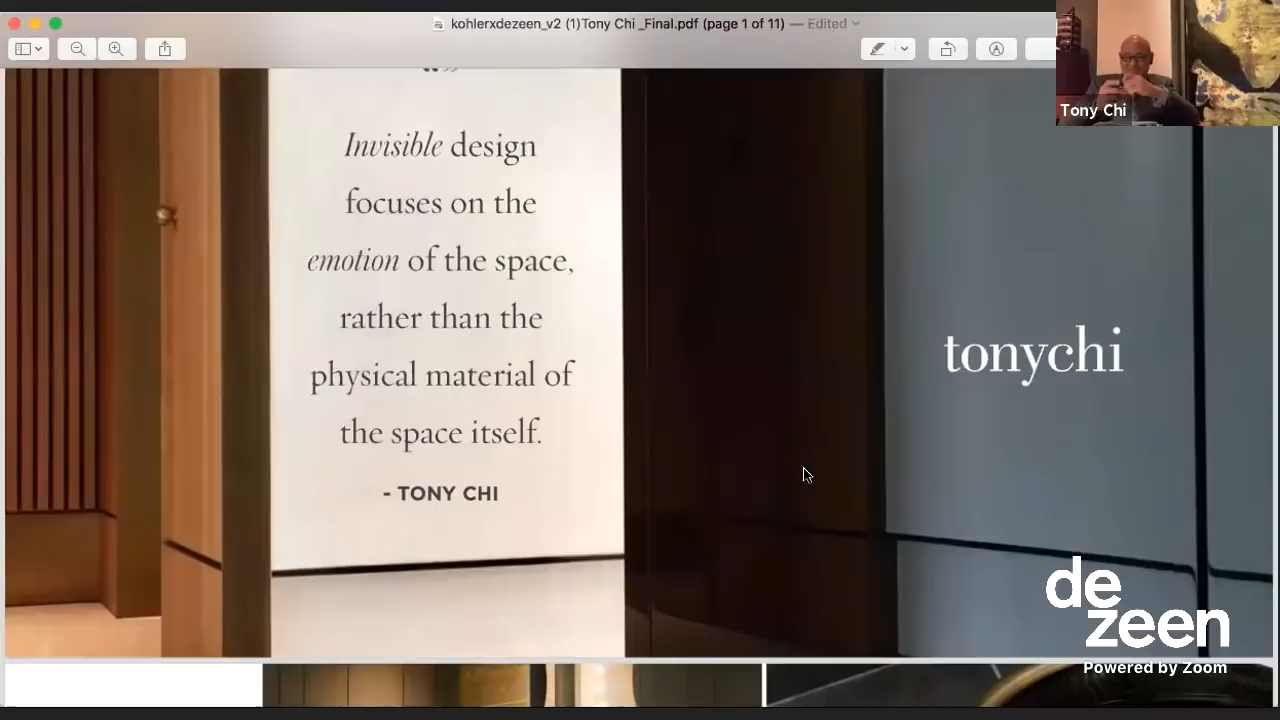 kohlerxdezeen_v2 (1)Tony Chi _Final.pdf (page 1 of 11) — Edited
Tony Chi
Invisible design
focuses on the
emotion of the space,
rather than the
physical material of
the space itself.
- TONY CHI
tonychi
de
zeen
Powered by Zoom